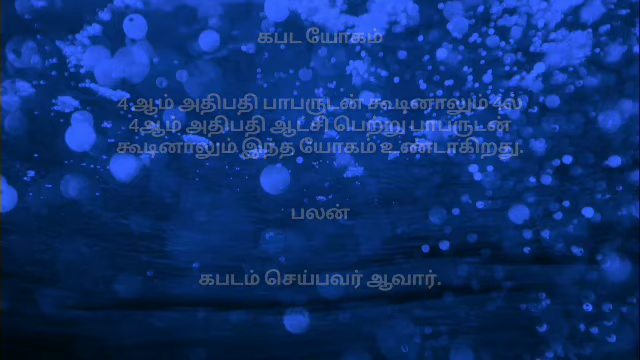 கபட யோகம்
4ஆம் அதிபதி பாபருடன் கூடினாலும் 4ல்
4ஆம் அதிபதி ஆட்சி பெற்று பாபருடன்
கூடினாலும் இந்த யோகம் உண்டாகிறது.
பலன்
கபடம் செய்பவர் ஆவார்.